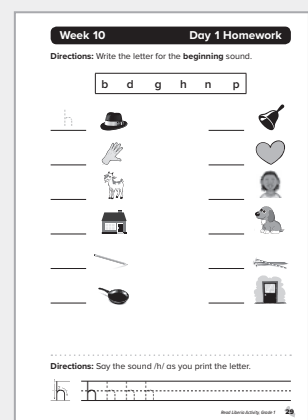 Week 10 Day 1 Homework
Directions: Write the letter for the beginning sound.
b d g h n p
h
Directions: Say the sound /h/ as you print the letter.
h h h h h h
Read Liberia Activity, Grade 1 29